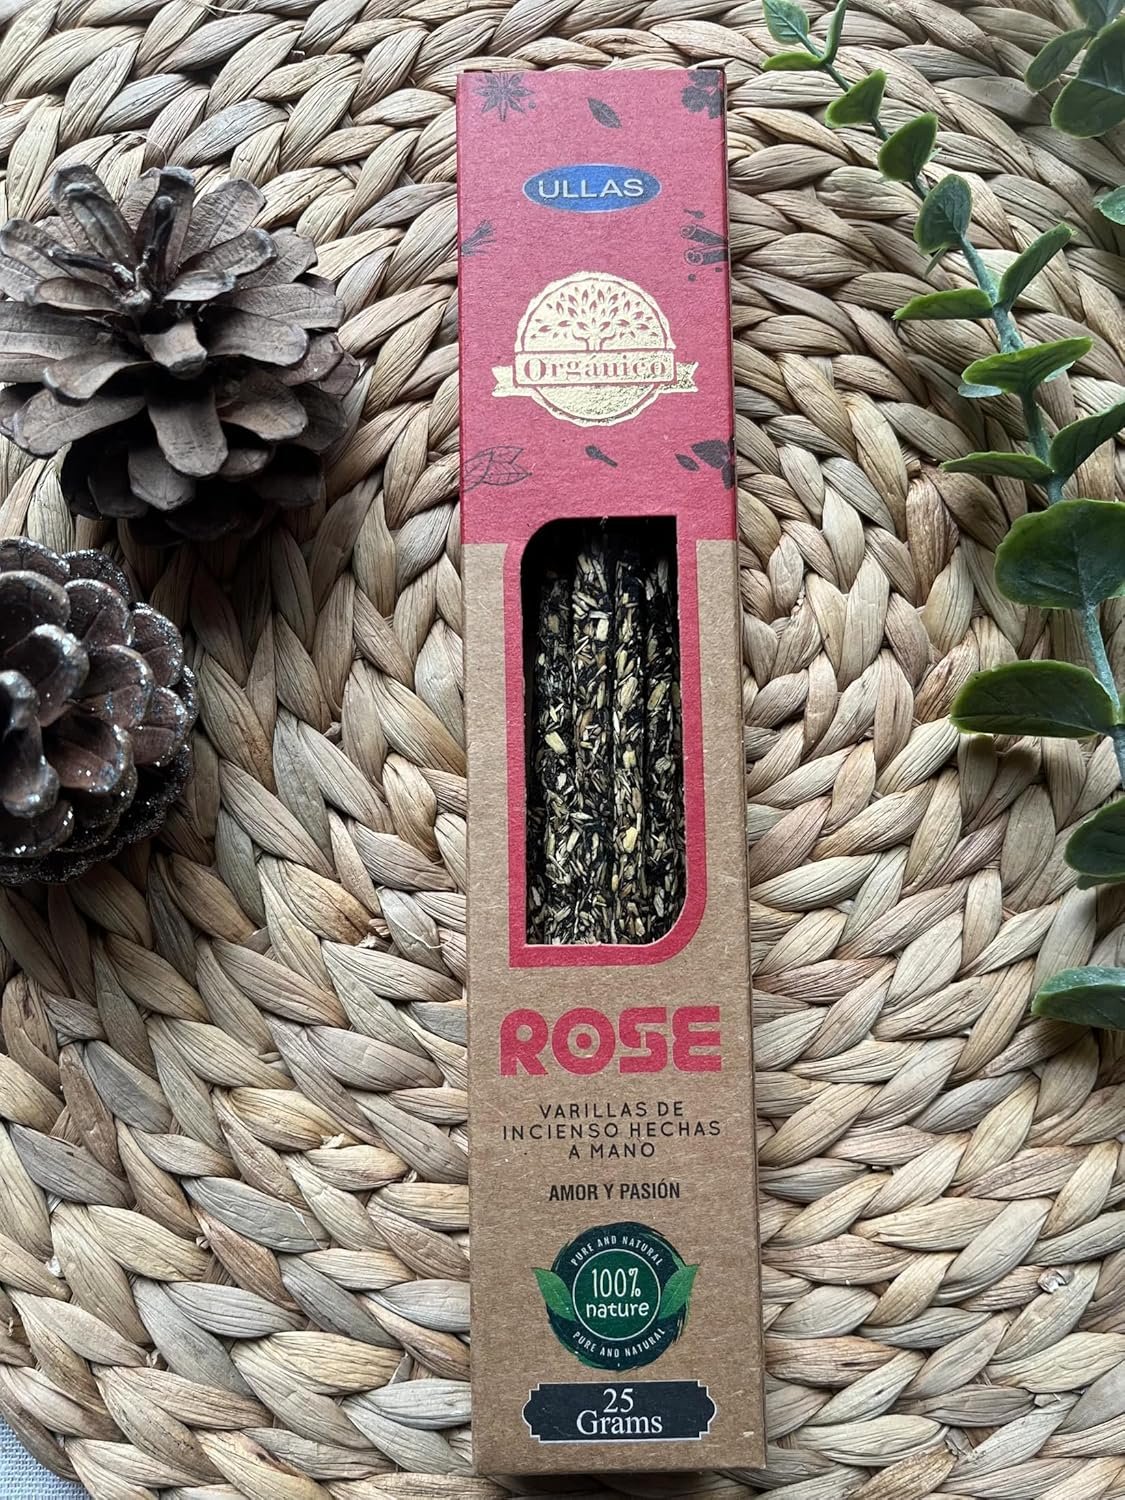 ULLAS
Orgánico
ROSE
VARILLAS DE
INCIENSO HECHAS
A MANO
AMOR Y PASIÓN
PURE AND NATURAL
100%
nature
PURE AND NATURAL
25
Grams